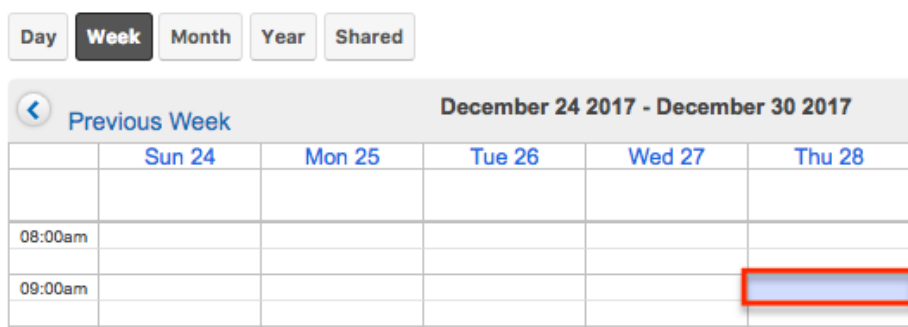 Day Week Month Year Shared
Previous Week December 24 2017 - December 30 2017
Sun 24 Mon 25 Tue 26 Wed 27 Thu 28
08:00am
09:00am